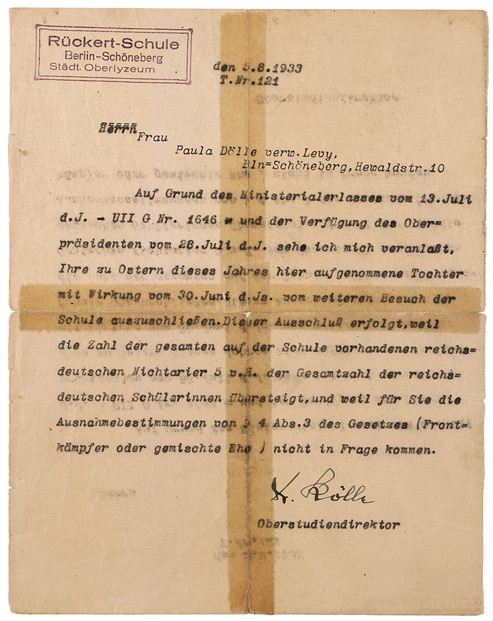 Rückert-Schule
Berlin-Schöneberg
Städt. Oberlyzeum
den 5.8.1933
T.Nr.121
Herrn
Frau
Paula Dölle verw. Levy,
Bln=Schöneberg, Hewaldstr.10
Auf Grund des Ministerialerlasses vom 13.Juli
d.J. - UII G Nr. 1646 - und der Verfügung des Ober=
präsidenten vom 28.Juli d.J. sehe ich mich veranlaßt,
Ihre zu Ostern dieses Jahres hier aufgenommene Tochter
mit Wirkung vom 30.Juni d.Js. vom weiteren Besuch der
Schule auszuschließen.Dieser Ausschluß erfolgt,weil
die Zahl der gesamten auf der Schule vorhandenen reichs=
deutschen Nichtarier 5 v.H. der Gesamtzahl der reichs=
deutschen Schülerinnen übersteigt,und weil für Sie die
Ausnahmebestimmungen von § 4 Abs.3 des Gesetzes (Front=
kämpfer oder gemischte Ehe ) nicht in Frage kommen.
Kölle
Oberstudiendirektor